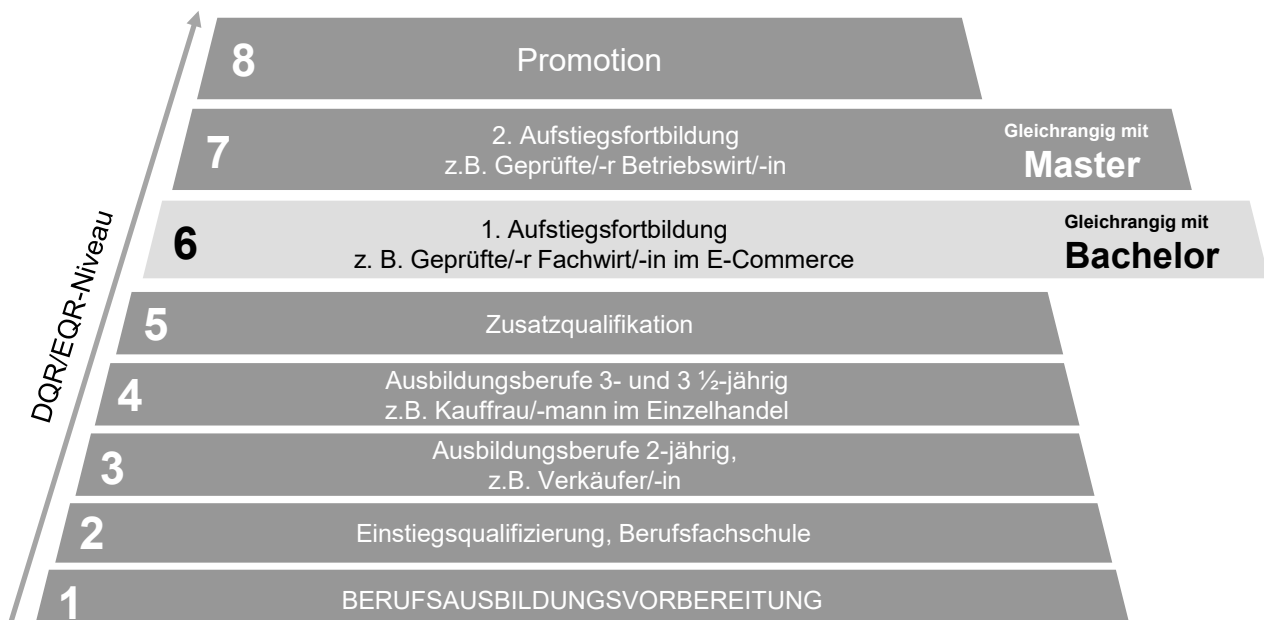 8
Promotion
7
2. Aufstiegsfortbildung
z.B. Geprüfte/-r Betriebswirt/-in
Gleichrangig mit
Master
6
1. Aufstiegsfortbildung
z. B. Geprüfte/-r Fachwirt/-in im E-Commerce
Gleichrangig mit
Bachelor
DQR/EQR-Niveau
5
Zusatzqualifikation
4
Ausbildungsberufe 3- und 3 ½-jährig
z.B. Kauffrau/-mann im Einzelhandel
3
Ausbildungsberufe 2-jährig,
z.B. Verkäufer/-in
2
Einstiegsqualifizierung, Berufsfachschule
1
BERUFSAUSBILDUNGSVORBEREITUNG